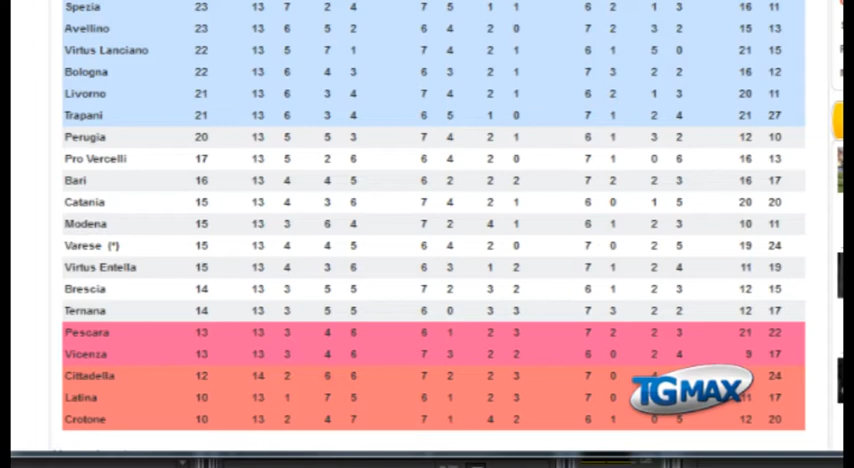 Spezia 23 13 7 2 4 7 5 1 1 6 2 1 3 16 11
Avellino 23 13 6 5 2 6 4 2 0 7 2 3 2 15 13
Virtus Lanciano 22 13 5 7 1 7 4 2 1 6 1 5 0 21 15
Bologna 22 13 6 4 3 6 3 2 1 7 3 2 2 16 12
Livorno 21 13 6 3 4 7 4 2 1 6 2 1 3 20 11
Trapani 21 13 6 3 4 6 5 1 0 7 1 2 4 21 27
Perugia 20 13 5 5 3 7 4 2 1 6 1 3 2 12 10
Pro Vercelli 17 13 5 2 6 6 4 2 0 7 1 0 6 16 13
Bari 16 13 4 4 5 6 2 2 2 7 2 2 3 16 17
Catania 15 13 4 3 6 7 4 2 1 6 0 1 5 20 20
Modena 15 13 3 6 4 7 2 4 1 6 1 2 3 10 11
Varese (*) 15 13 4 4 5 6 4 2 0 7 0 2 5 19 24
Virtus Entella 15 13 4 3 6 6 3 1 2 7 1 2 4 11 19
Brescia 14 13 3 5 5 7 2 3 2 6 1 2 3 12 15
Ternana 14 13 3 5 5 6 0 3 3 7 3 2 2 12 17
Pescara 13 13 3 4 6 6 1 2 3 7 2 2 3 21 22
Vicenza 13 13 3 4 6 7 3 2 2 6 0 2 4 9 17
Cittadella 12 14 2 6 6 7 2 2 3 7 0 24
Latina 10 13 1 7 5 6 1 2 3 7 0 11 17
Crotone 10 13 2 4 7 7 1 4 2 6 1 0 5 12 20
TGMAX